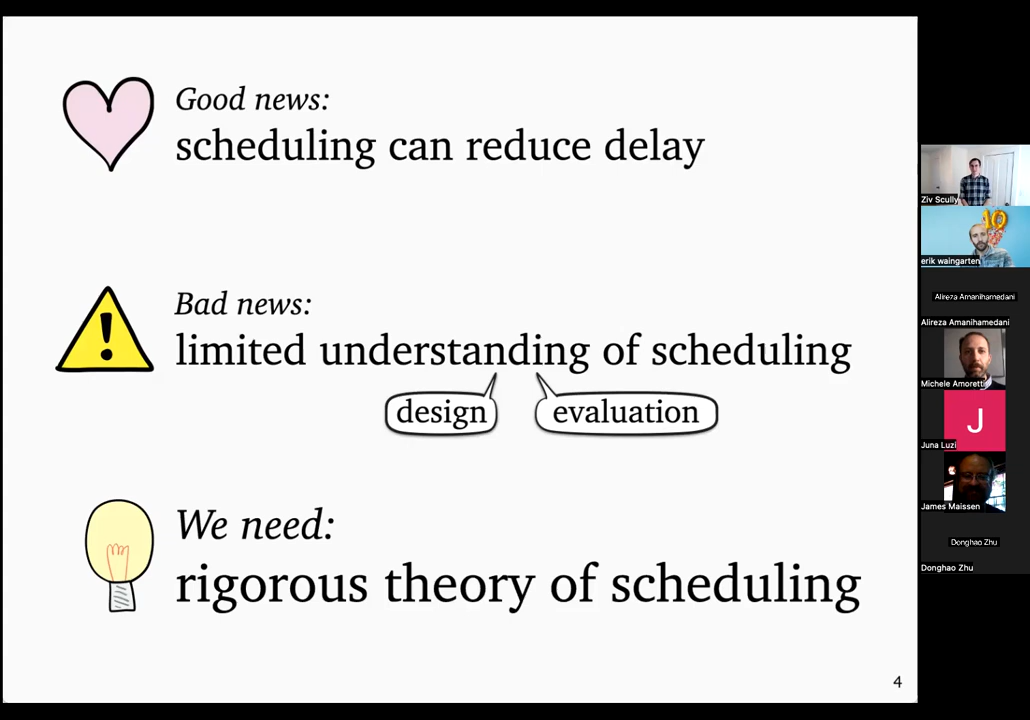 Good news:
scheduling can reduce delay
Bad news:
limited understanding of scheduling
design
evaluation
We need:
rigorous theory of scheduling
4
Ziv Scully
10
erik waingarten
Alireza Amanihamedani
Alireza Amanihamedani
Michele Amoretti
J
Juna Luzi
James Maissen
Donghao Zhu
Donghao Zhu